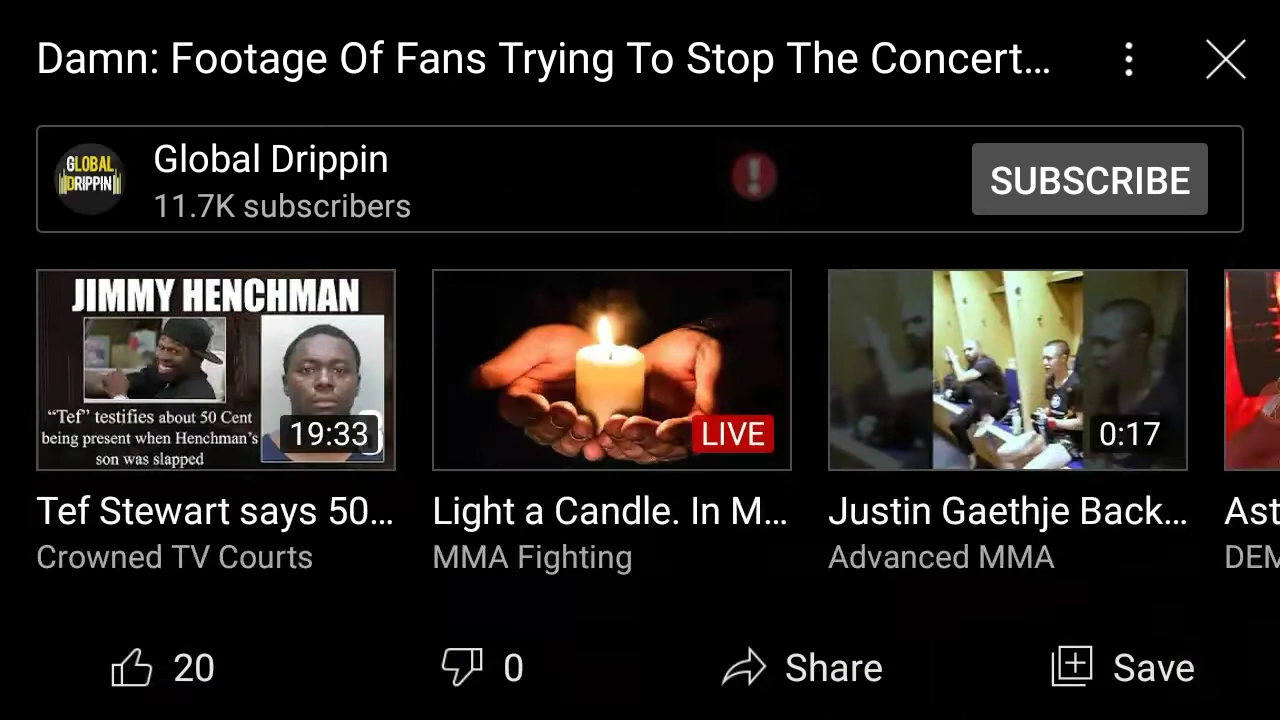 Damn: Footage Of Fans Trying To Stop The Concert...
GLOBAL
DRIPPIN
Global Drippin
11.7K subscribers
SUBSCRIBE
JIMMY HENCHMAN
"Tef" testifies about 50 Cent
being present when Henchman's
son was slapped
19:33
LIVE
0:17
Tef Stewart says 50...
Light a Candle. In M...
Justin Gaethje Back...
Ast
Crowned TV Courts
MMA Fighting
Advanced MMA
DEM
20
0
Share
Save